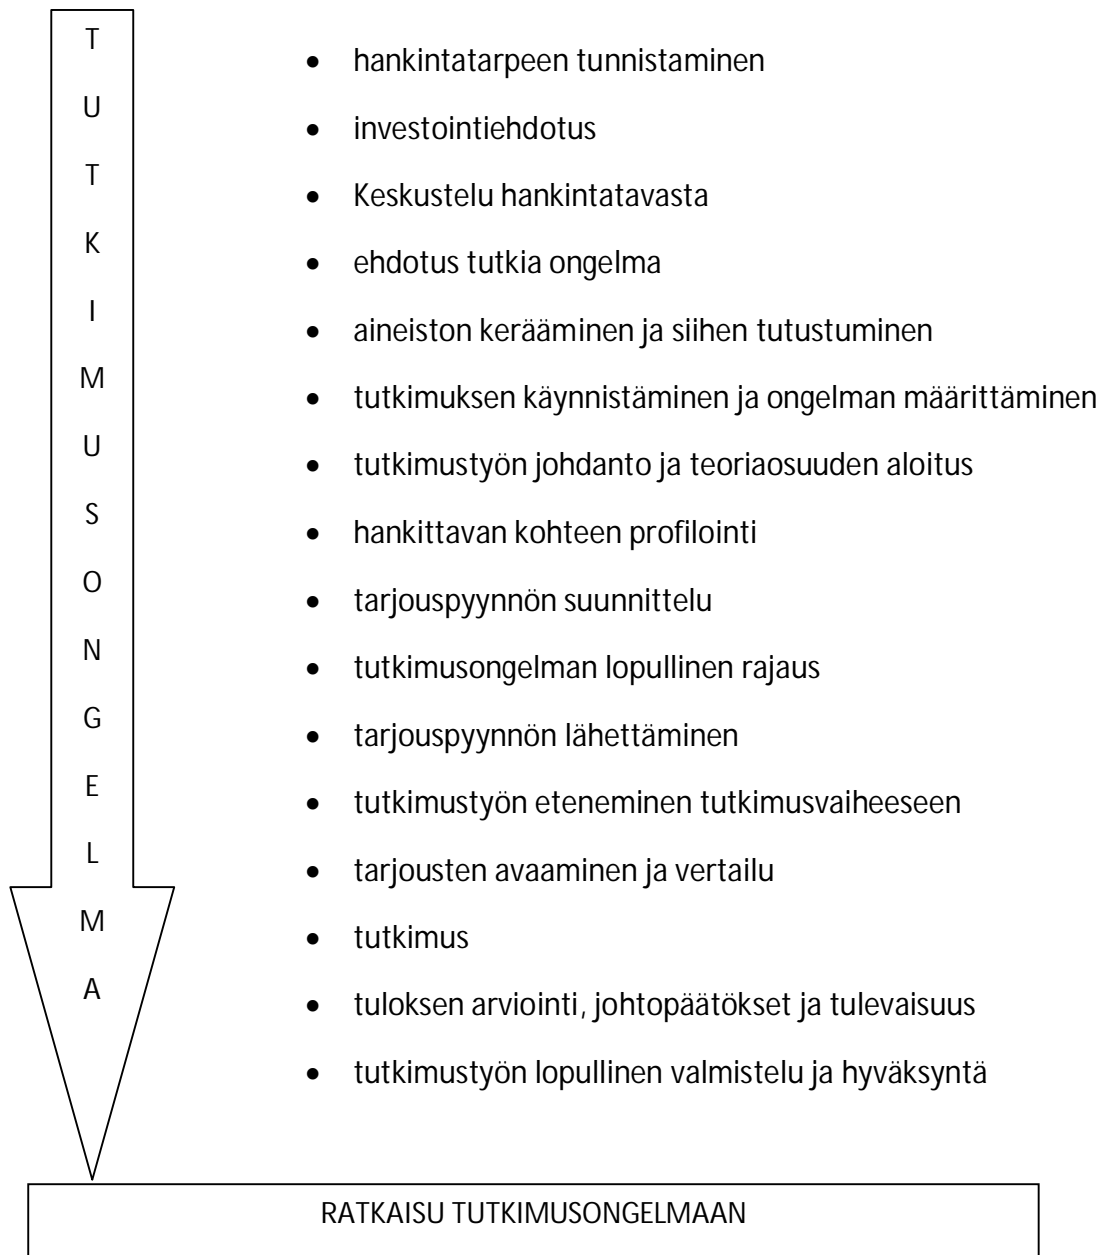 T
U
T
K
I
M
U
S
O
N
G
E
L
M
A
• hankintatarpeen tunnistaminen
• investointiehdotus
• Keskustelu hankintatavasta
• ehdotus tutkia ongelma
• aineiston kerääminen ja siihen tutustuminen
• tutkimuksen käynnistäminen ja ongelman määrittäminen
• tutkimustyön johdanto ja teoriaosuuden aloitus
• hankittavan kohteen profilointi
• tarjouspyynnön suunnittelu
• tutkimusongelman lopullinen rajaus
• tarjouspyynnön lähettäminen
• tutkimustyön eteneminen tutkimusvaiheeseen
• tarjousten avaaminen ja vertailu
• tutkimus
• tuloksen arviointi, johtopäätökset ja tulevaisuus
• tutkimustyön lopullinen valmistelu ja hyväksyntä
RATKAISU TUTKIMUSONGELMAAN